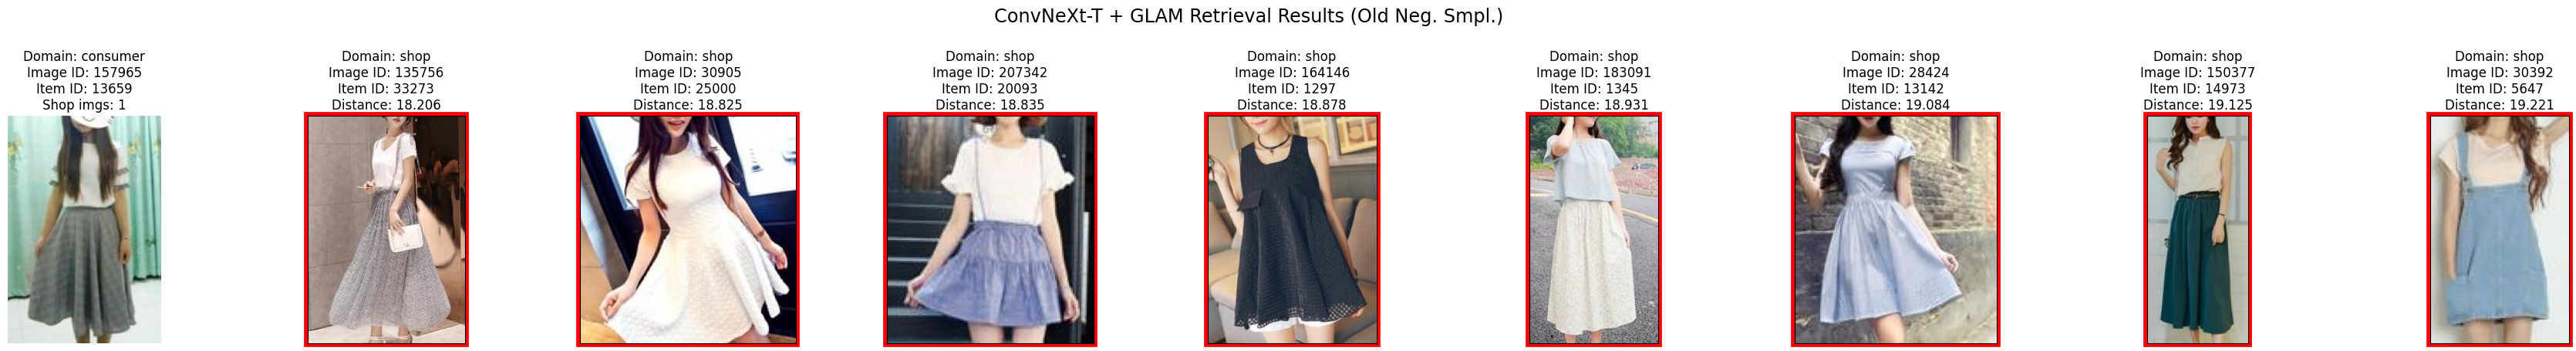 ConvNeXt-T + GLAM Retrieval Results (Old Neg. Smpl.)
Domain: consumer
Image ID: 157965
Item ID: 13659
Shop imgs: 1
Domain: shop
Image ID: 135756
Item ID: 33273
Distance: 18.206
Domain: shop
Image ID: 30905
Item ID: 25000
Distance: 18.825
Domain: shop
Image ID: 207342
Item ID: 20093
Distance: 18.835
Domain: shop
Image ID: 164146
Item ID: 1297
Distance: 18.878
Domain: shop
Image ID: 183091
Item ID: 1345
Distance: 18.931
Domain: shop
Image ID: 28424
Item ID: 13142
Distance: 19.084
Domain: shop
Image ID: 150377
Item ID: 14973
Distance: 19.125
Domain: shop
Image ID: 30392
Item ID: 5647
Distance: 19.221